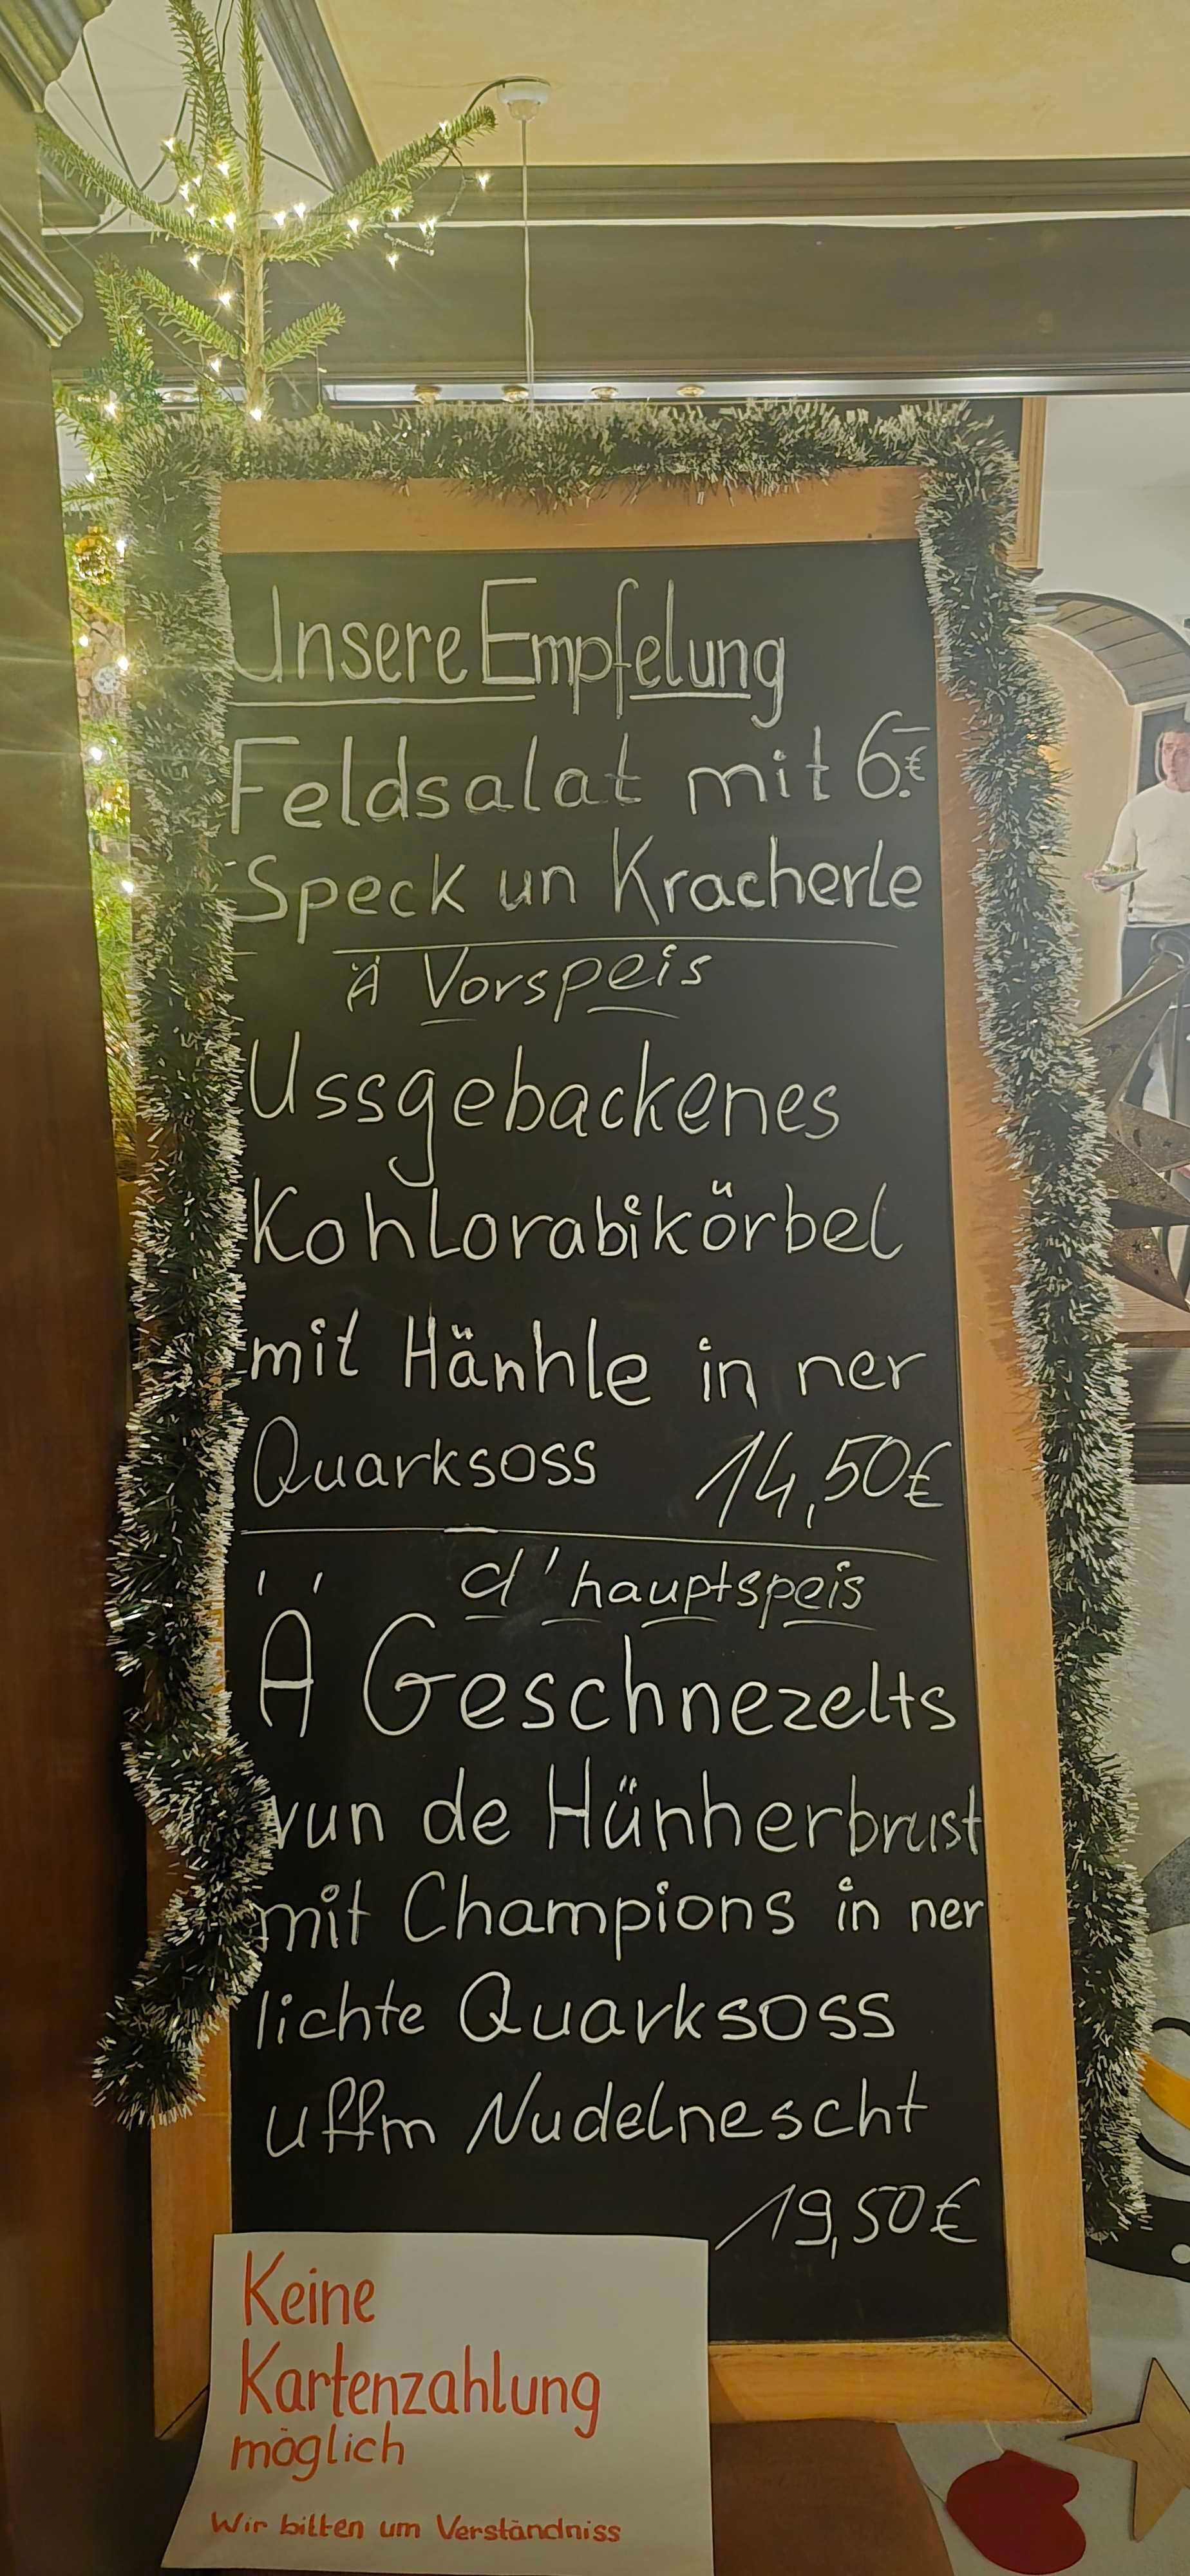 Unsere Empfelung
Feldsalat mit 6.-€
Speck un Kracherle
Ä Vorspeis
Ussgebackenes
Kohlorabikörbel
mit Hänhle in ner
Quarksoss 14,50€
d'hauptspeis
Ä Geschnezelts
vun de Hünherbrust
mit Champions in ner
lichte Quarksoss
uffm Nudelnescht
19,50€
Keine
Kartenzahlung
möglich
Wir bitten um Verständniss